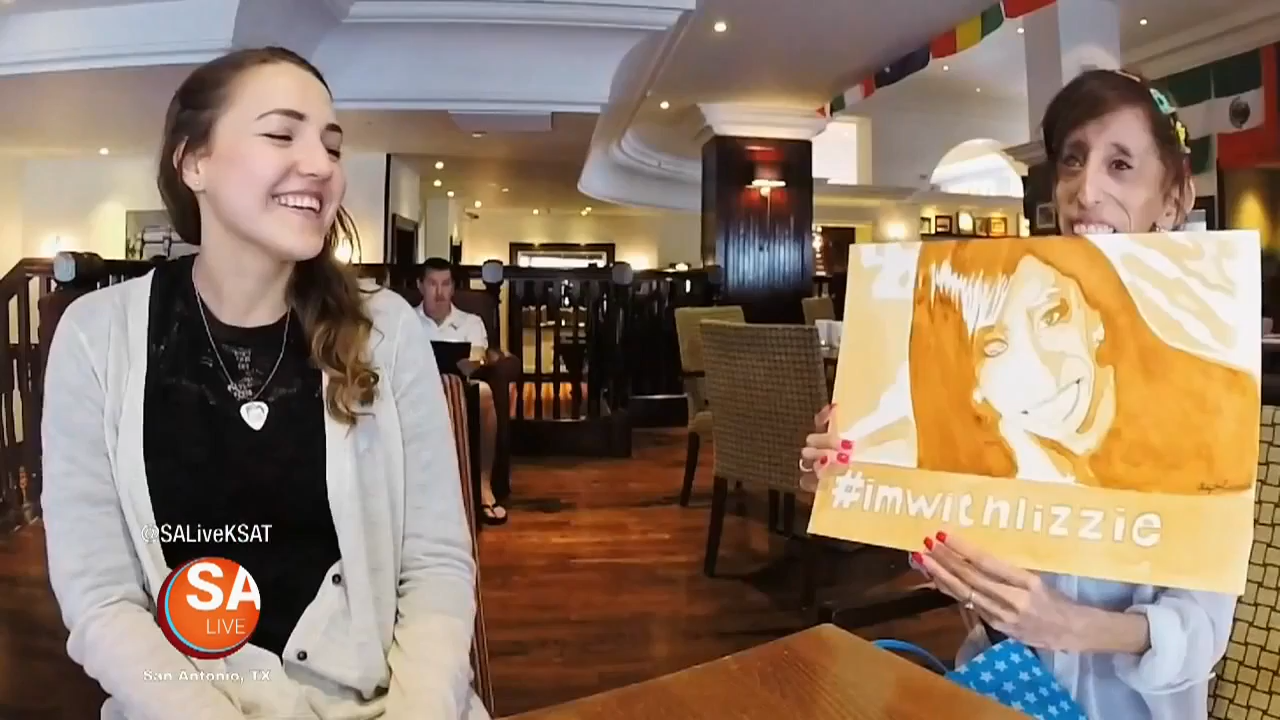 #imwithlizzie
@SALiveKSAT
SA
LIVE
San Antonio, TX